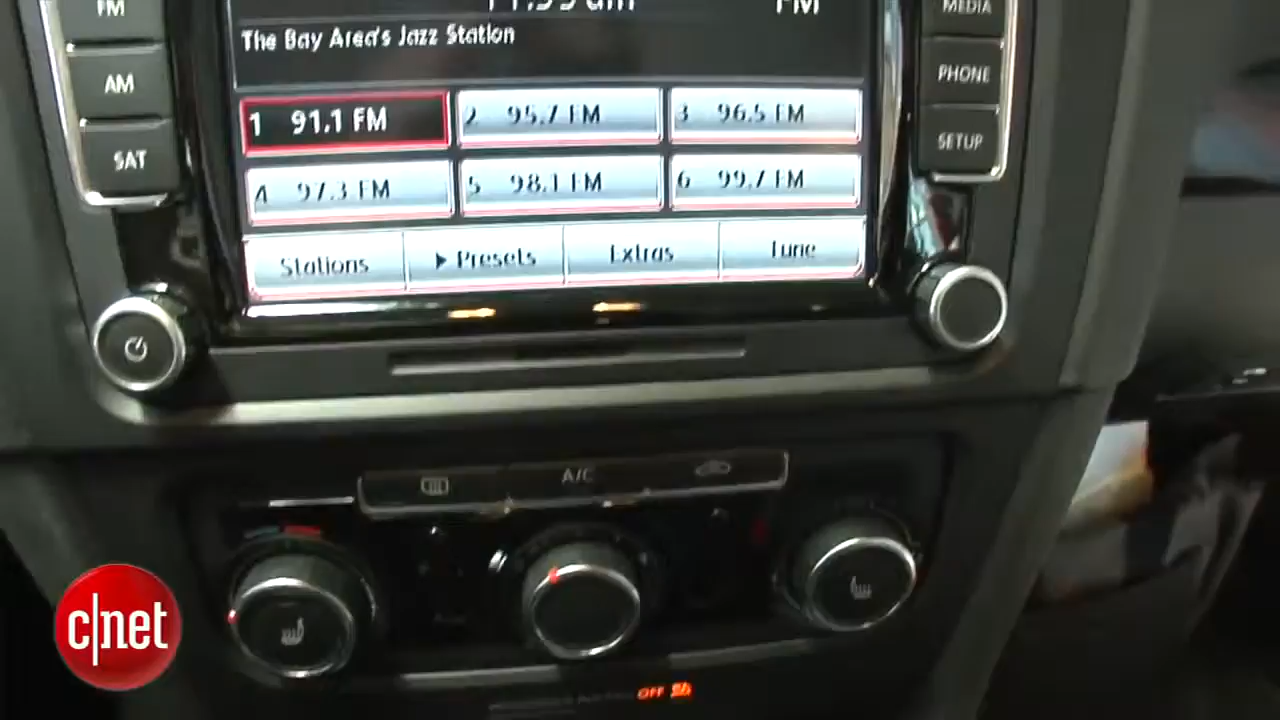 FM
AM
SAT
FM
The Bay Area's Jazz Station
1 91.1 FM
2 95.7 FM
3 96.5 FM
4 97.3 FM
5 98.1 FM
6 99.7 FM
Stations
Presets
Extras
Tune
MEDIA
PHONE
SETUP
A/C
OFF
c|net